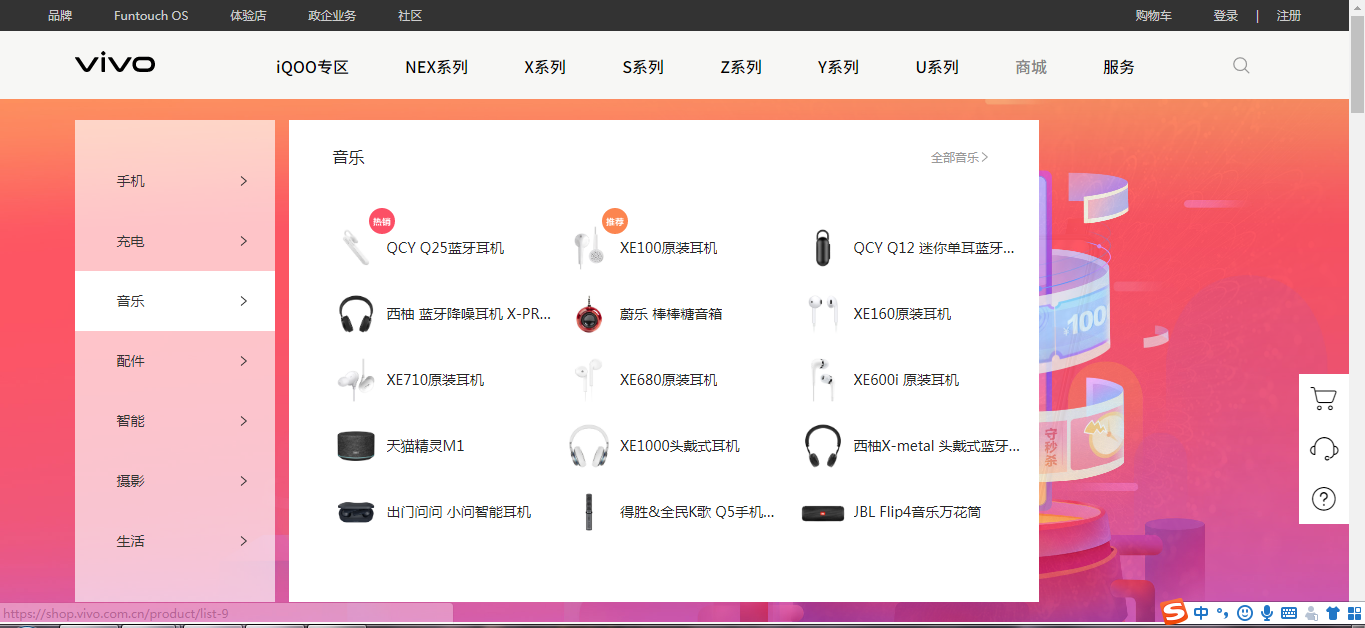 品牌 Funtouch OS 体验店 政企业务 社区 购物车 登录 | 注册
vivo iQOO专区 NEX系列 X系列 S系列 Z系列 Y系列 U系列 商城 服务
手机
充电
音乐
配件
智能
摄影
生活
音乐 全部音乐
热销 推荐
QCY Q25蓝牙耳机 XE100原装耳机 QCY Q12 迷你单耳蓝牙...
西柚 蓝牙降噪耳机 X-PR... 蔚乐 棒棒糖音箱 XE160原装耳机
XE710原装耳机 XE680原装耳机 XE600i 原装耳机
天猫精灵M1 XE1000头戴式耳机 西柚X-metal 头戴式蓝牙...
出门问问 小问智能耳机 得胜&全民K歌 Q5手机... JBL Flip4音乐万花筒
100
守
秒
杀
https://shop.vivo.com.cn/product/list-9
S 中